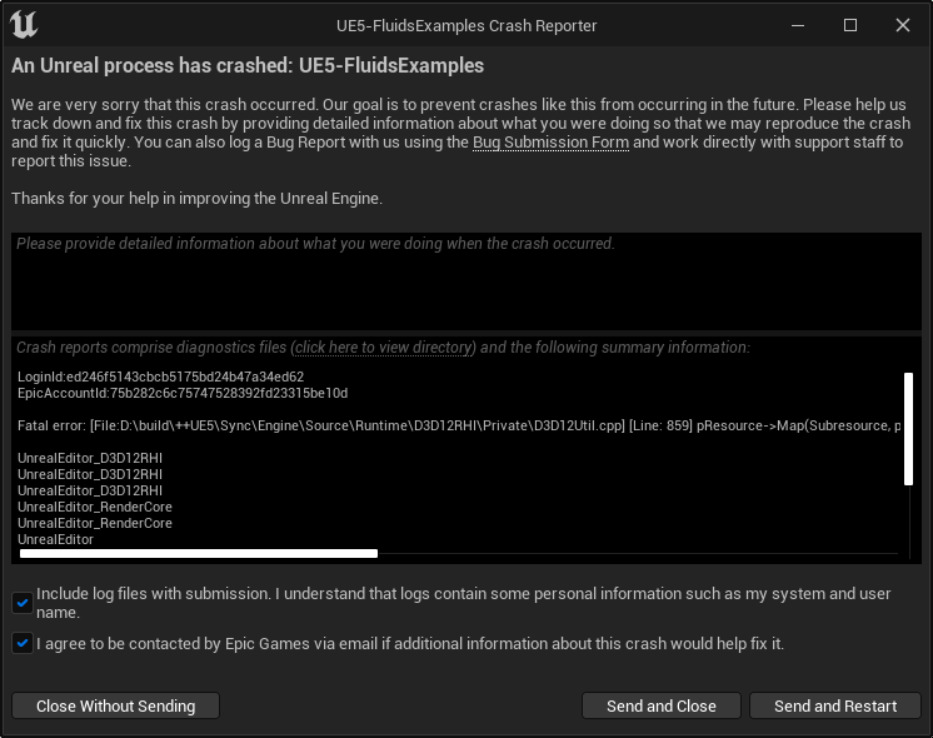 UE5-FluidsExamples Crash Reporter
An Unreal process has crashed: UE5-FluidsExamples
We are very sorry that this crash occurred. Our goal is to prevent crashes like this from occurring in the future. Please help us
track down and fix this crash by providing detailed information about what you were doing so that we may reproduce the crash
and fix it quickly. You can also log a Bug Report with us using the Bug Submission Form and work directly with support staff to
report this issue.
Thanks for your help in improving the Unreal Engine.
Please provide detailed information about what you were doing when the crash occurred.
Crash reports comprise diagnostics files (click here to view directory) and the following summary information:
LoginId:ed246f5143cbcb5175bd24b47a34ed62
EpicAccountId:75b282c6c75747528392fd23315be10d
Fatal error: [File:D:\build\++UE5\Sync\Engine\Source\Runtime\D3D12RHI\Private\D3D12Util.cpp] [Line: 859] pResource->Map(Subresource, p
UnrealEditor_D3D12RHI
UnrealEditor_D3D12RHI
UnrealEditor_D3D12RHI
UnrealEditor_RenderCore
UnrealEditor_RenderCore
UnrealEditor
Include log files with submission. I understand that logs contain some personal information such as my system and user
name.
I agree to be contacted by Epic Games via email if additional information about this crash would help fix it.
Close Without Sending
Send and Close
Send and Restart